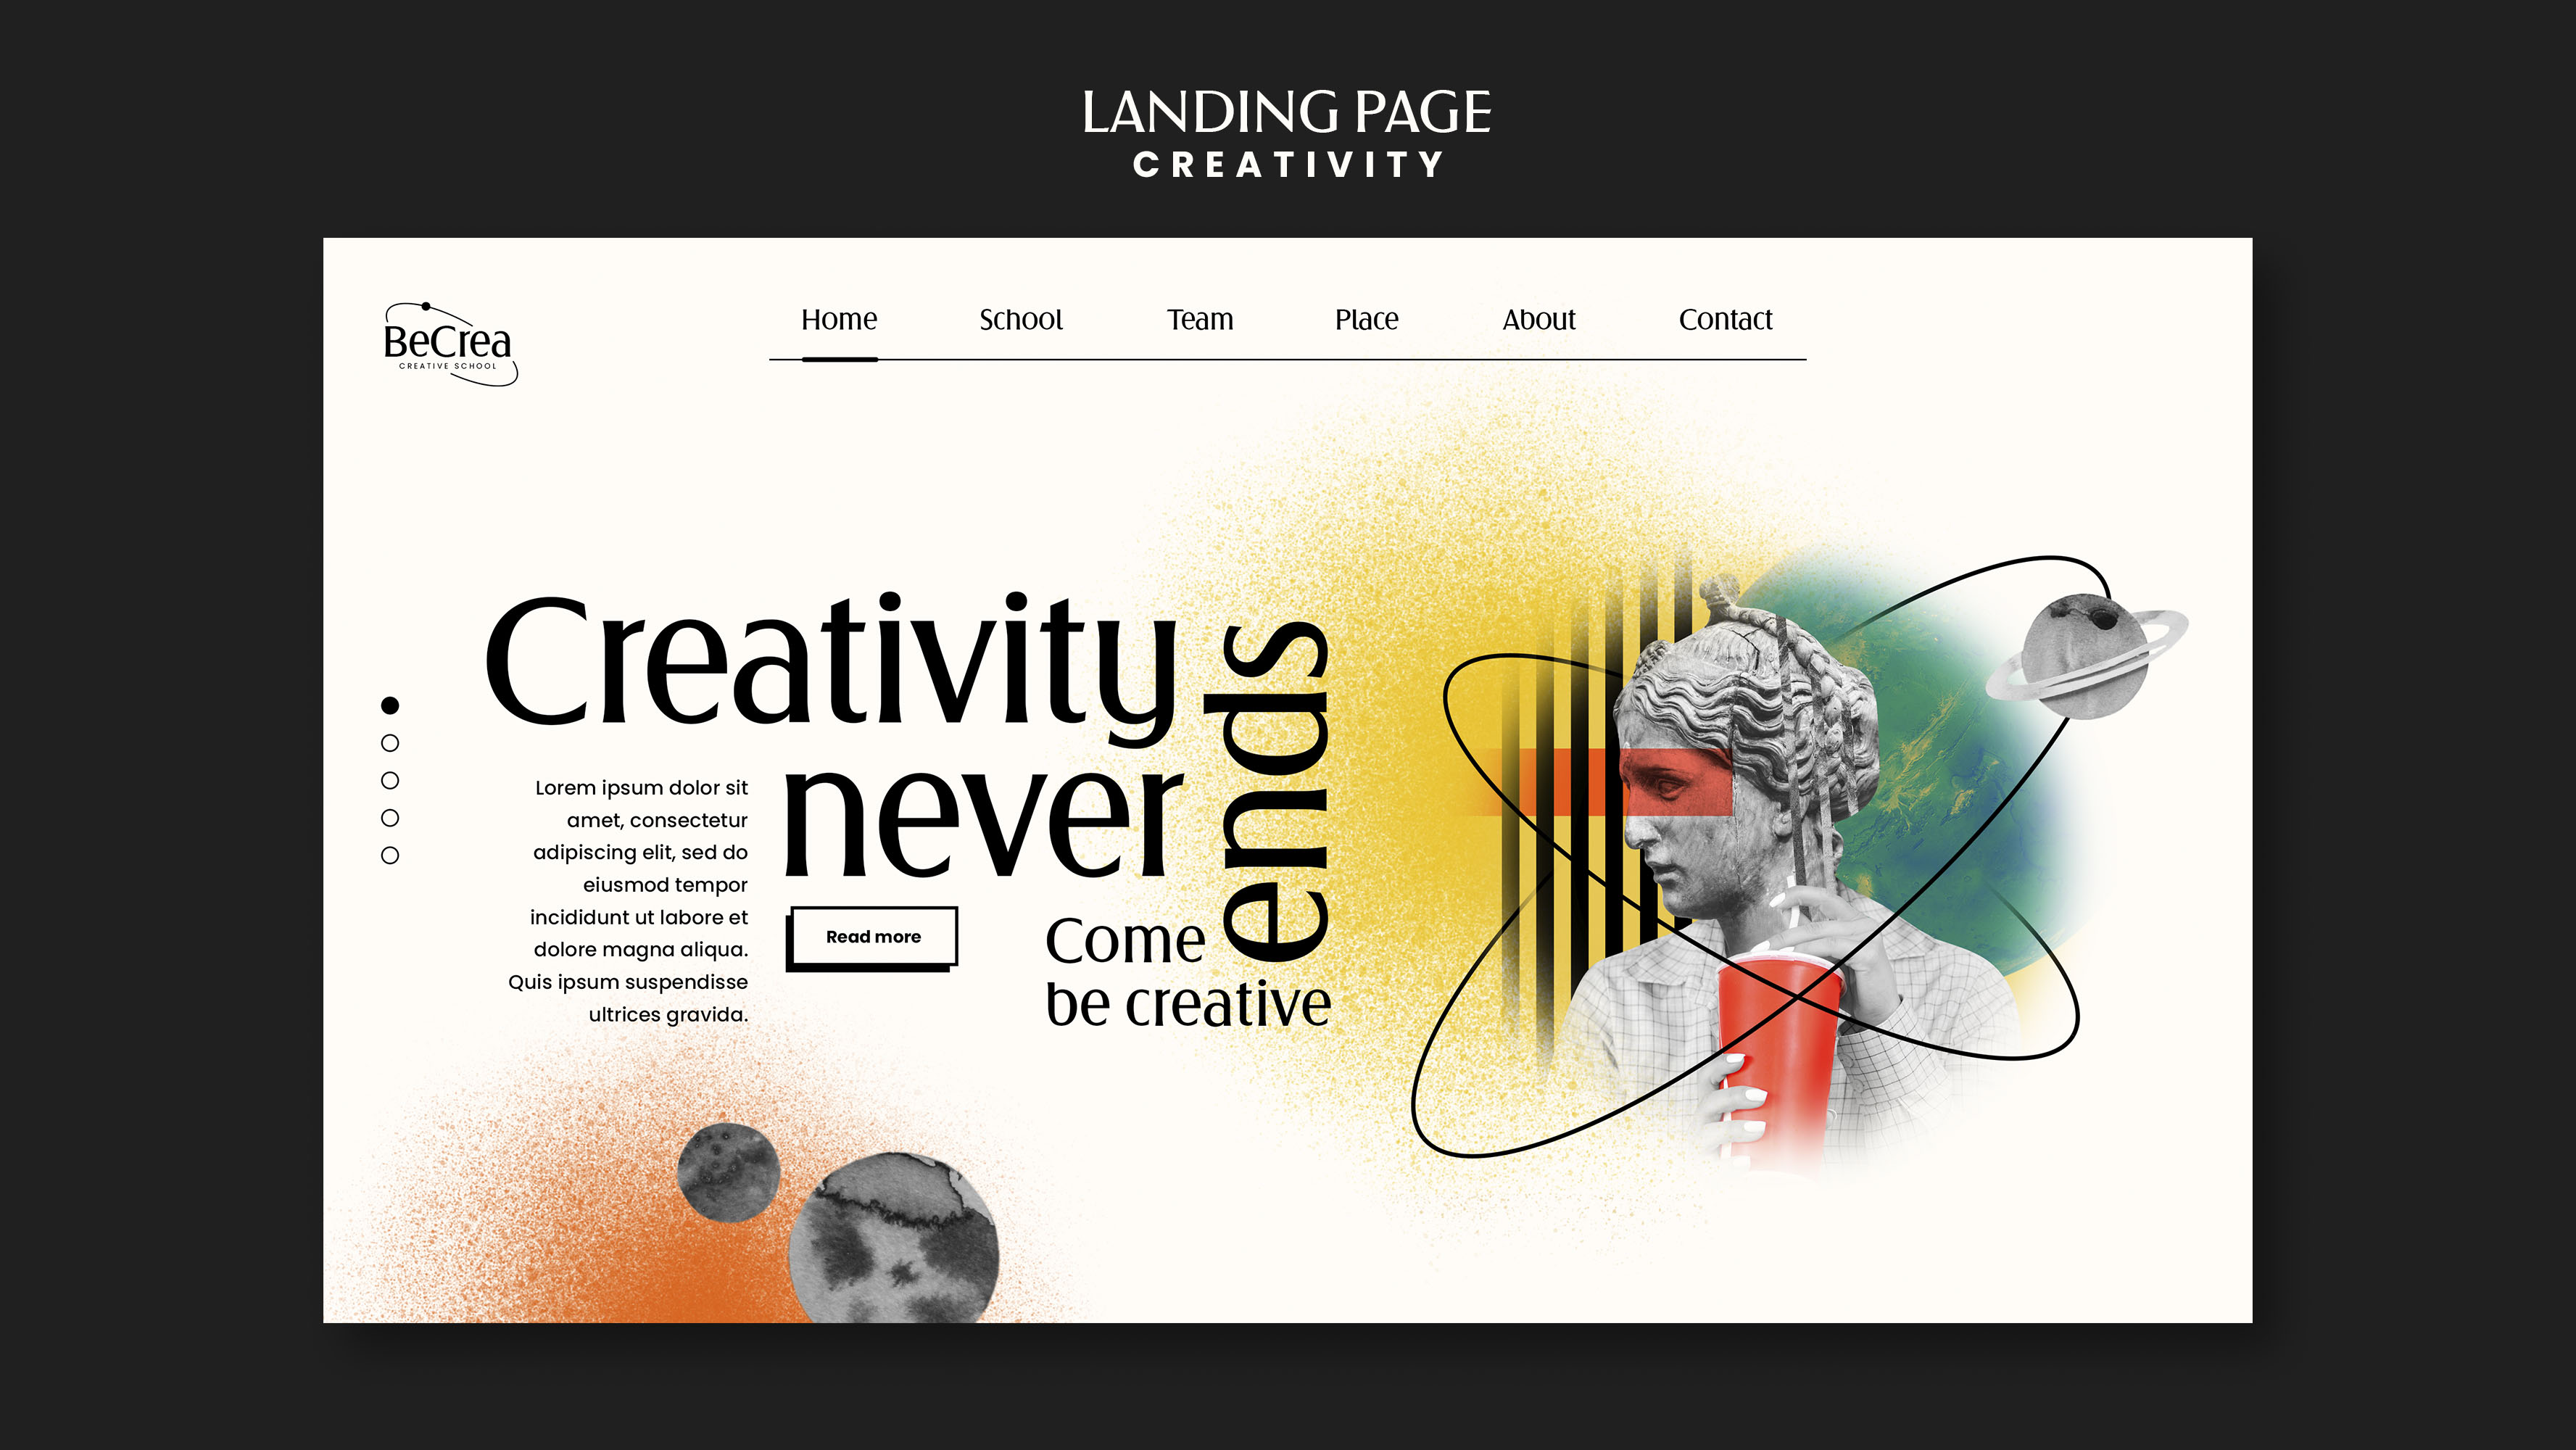 LANDING PAGE
CREATIVITY
BeCrea
CREATIVE SCHOOL
Home School Team Place About Contact
Creativity
never
ends
Lorem ipsum dolor sit
amet, consectetur
adipiscing elit, sed do
eiusmod tempor
incididunt ut labore et
dolore magna aliqua.
Quis ipsum suspendisse
ultrices gravida.
Read more
Come
be creative